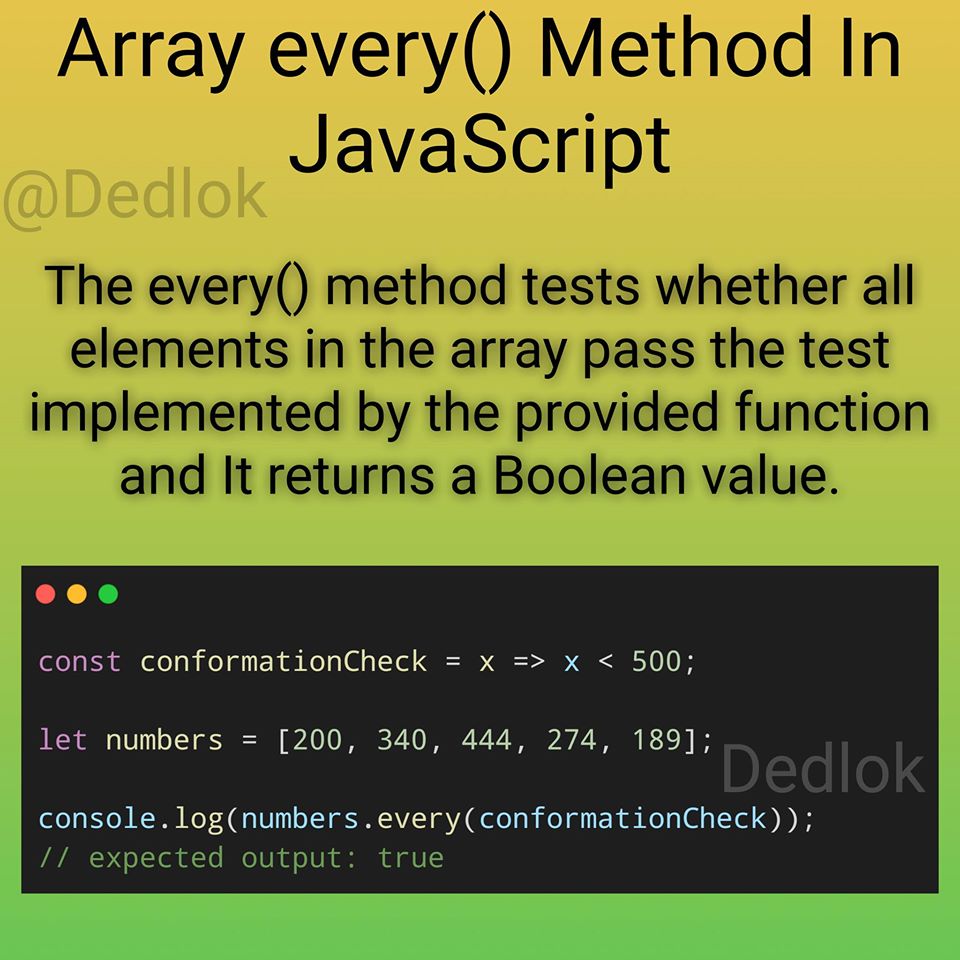 Array every() Method In
JavaScript
@Dedlok
The every() method tests whether all
elements in the array pass the test
implemented by the provided function
and It returns a Boolean value.
const conformationCheck = x => x < 500;
let numbers = [200, 340, 444, 274, 189];
Dedlok
console.log(numbers.every(conformationCheck));
// expected output: true